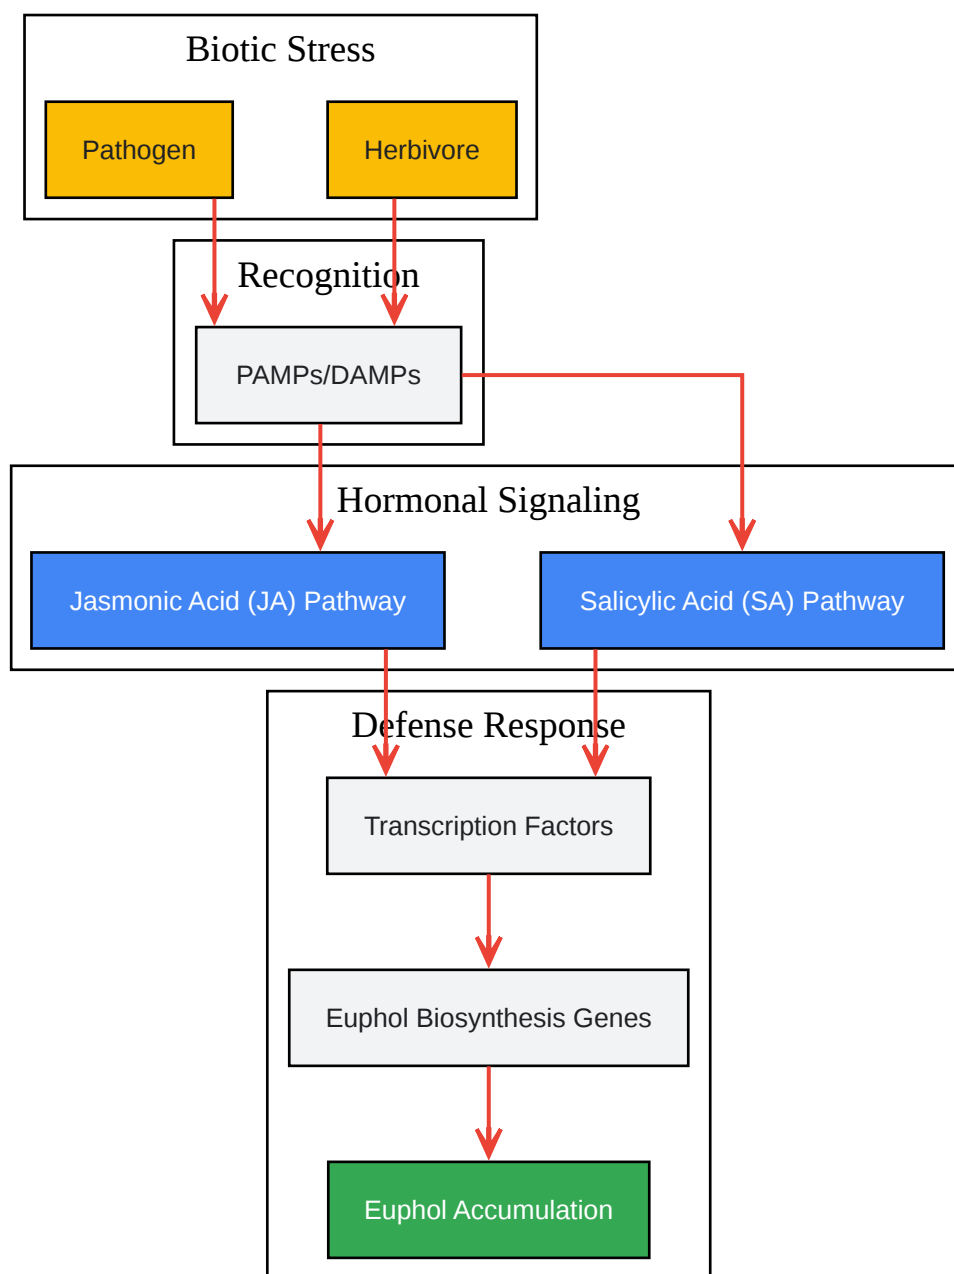 Biotic Stress
Pathogen
Herbivore
Recognition
PAMPs/DAMPs
Hormonal Signaling
Jasmonic Acid (JA) Pathway
Salicylic Acid (SA) Pathway
Defense Response
Transcription Factors
Euphol Biosynthesis Genes
Euphol Accumulation